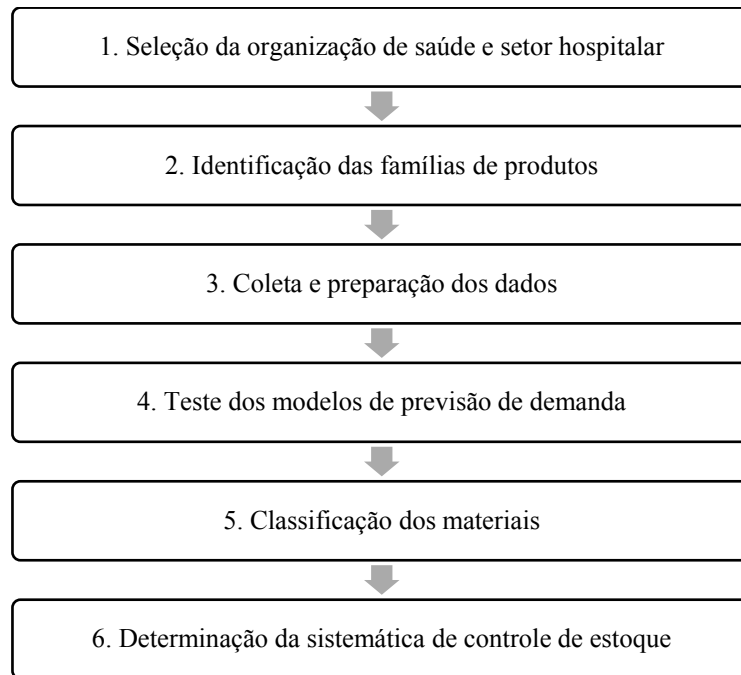 1. Seleção da organização de saúde e setor hospitalar
2. Identificação das famílias de produtos
3. Coleta e preparação dos dados
4. Teste dos modelos de previsão de demanda
5. Classificação dos materiais
6. Determinação da sistemática de controle de estoque